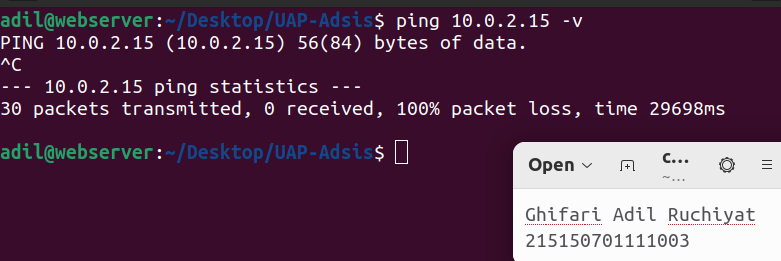 adil@webserver:~/Desktop/UAP-Adsis$ ping 10.0.2.15 -v
PING 10.0.2.15 (10.0.2.15) 56(84) bytes of data.
^C
--- 10.0.2.15 ping statistics ---
30 packets transmitted, 0 received, 100% packet loss, time 29698ms
adil@webserver:~/Desktop/UAP-Adsis$
Open
c...
~...
Ghifari Adil Ruchiyat
215150701111003